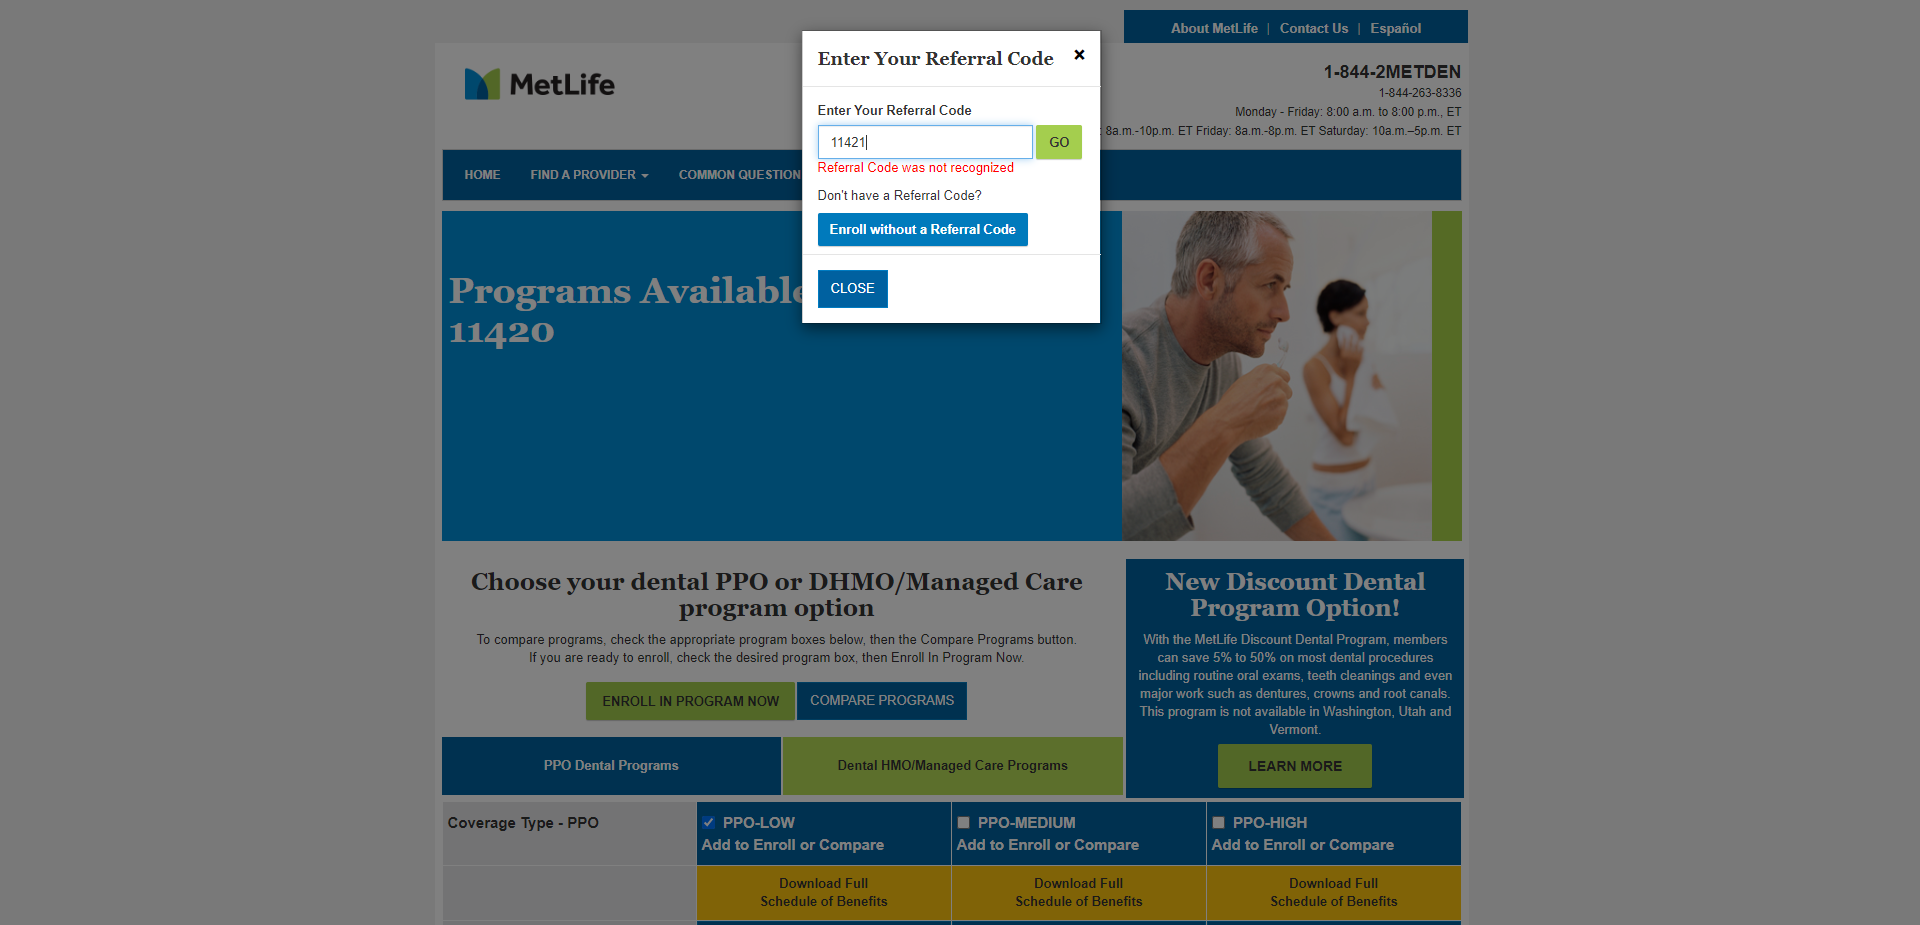 About MetLife | Contact Us | Español
MetLife
1-844-2METDEN
1-844-263-8336
Monday - Friday: 8:00 a.m. to 8:00 p.m., ET
: 8a.m.-10p.m. ET Friday: 8a.m.-8p.m. ET Saturday: 10a.m.–5p.m. ET
Enter Your Referral Code ×
Enter Your Referral Code
11421 GO
Referral Code was not recognized
Don't have a Referral Code?
Enroll without a Referral Code
CLOSE
HOME FIND A PROVIDER COMMON QUESTION
Programs Available
11420
Choose your dental PPO or DHMO/Managed Care
program option
To compare programs, check the appropriate program boxes below, then the Compare Programs button.
If you are ready to enroll, check the desired program box, then Enroll In Program Now.
ENROLL IN PROGRAM NOW COMPARE PROGRAMS
New Discount Dental
Program Option!
With the MetLife Discount Dental Program, members
can save 5% to 50% on most dental procedures
including routine oral exams, teeth cleanings and even
major work such as dentures, crowns and root canals.
This program is not available in Washington, Utah and
Vermont.
LEARN MORE
PPO Dental Programs Dental HMO/Managed Care Programs
Coverage Type - PPO
PPO-LOW
Add to Enroll or Compare
PPO-MEDIUM
Add to Enroll or Compare
PPO-HIGH
Add to Enroll or Compare
Download Full
Schedule of Benefits
Download Full
Schedule of Benefits
Download Full
Schedule of Benefits